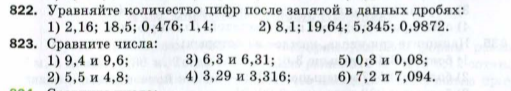 822. Уравняйте количество цифр после запятой в данных дробях:
1) 2,16; 18,5; 0,476; 1,4; 2) 8,1; 19,64; 5,345; 0,9872.
823. Сравните числа:
1) 9,4 и 9,6; 3) 6,3 и 6,31; 5) 0,3 и 0,08;
2) 5,5 и 4,8; 4) 3,29 и 3,316; 6) 7,2 и 7,094.